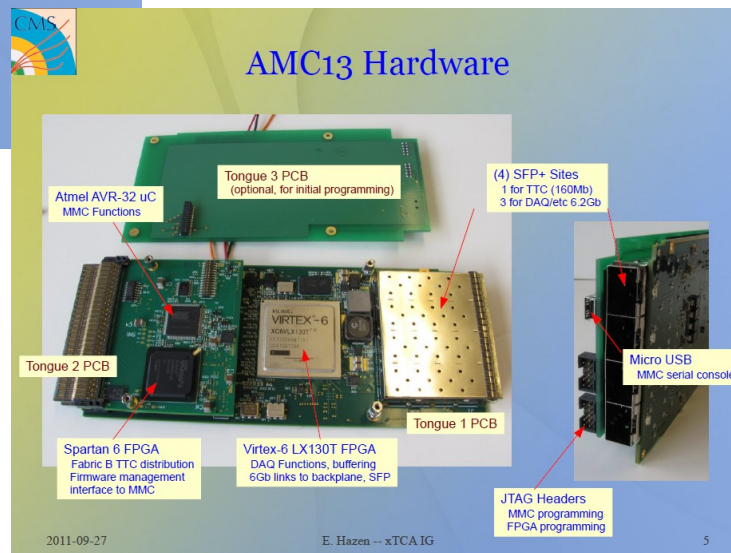 CMS
AMC13 Hardware
Tongue 3 PCB
(optional, for initial programming)
Atmel AVR-32 uC
MMC Functions
(4) SFP+ Sites
1 for TTC (160Mb)
3 for DAQ/etc 6.2Gb
VIRTEX-6
XC6VLX130T
Tongue 2 PCB
Micro USB
MMC serial console
Tongue 1 PCB
Spartan 6 FPGA
Fabric B TTC distribution
Firmware management
interface to MMC
Virtex-6 LX130T FPGA
DAQ Functions, buffering
6Gb links to backplane, SFP
JTAG Headers
MMC programming
FPGA programming
2011-09-27
E. Hazen -- xTCA IG
5